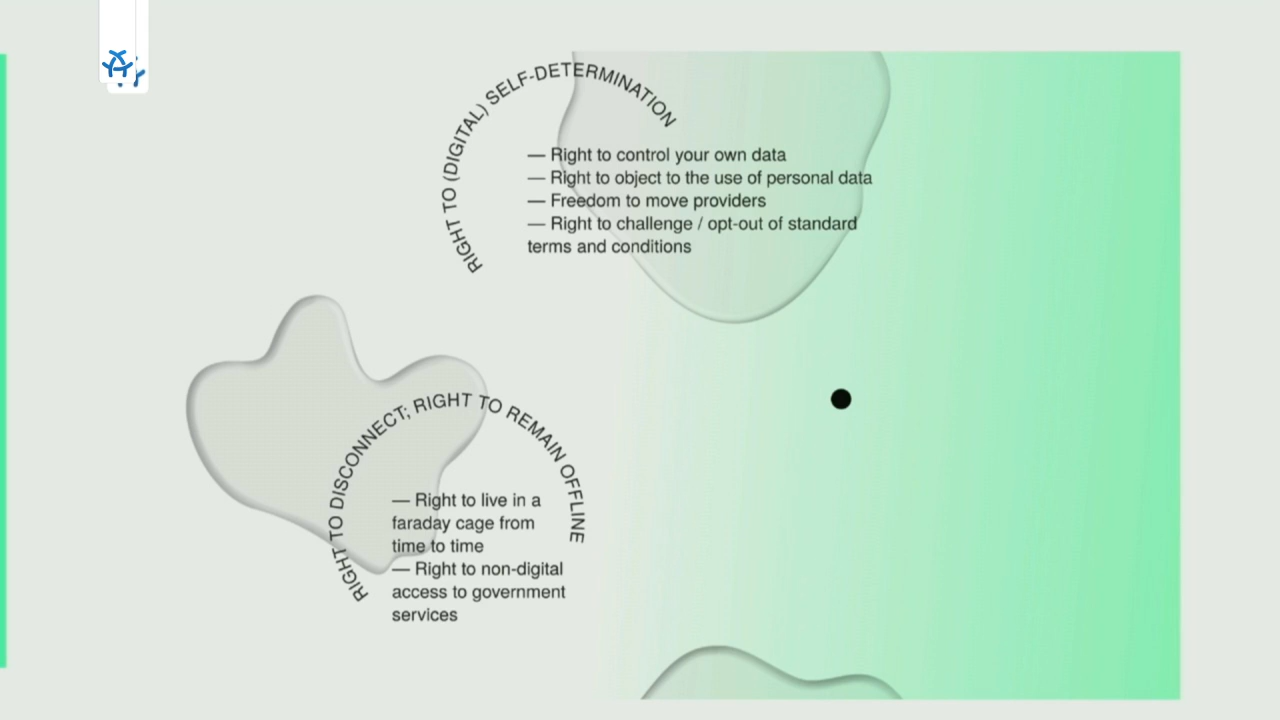 RIGHT TO (DIGITAL) SELF-DETERMINATION
— Right to control your own data
— Right to object to the use of personal data
— Freedom to move providers
— Right to challenge / opt-out of standard
terms and conditions
RIGHT TO DISCONNECT; RIGHT TO REMAIN OFFLINE
— Right to live in a
faraday cage from
time to time
— Right to non-digital
access to government
services